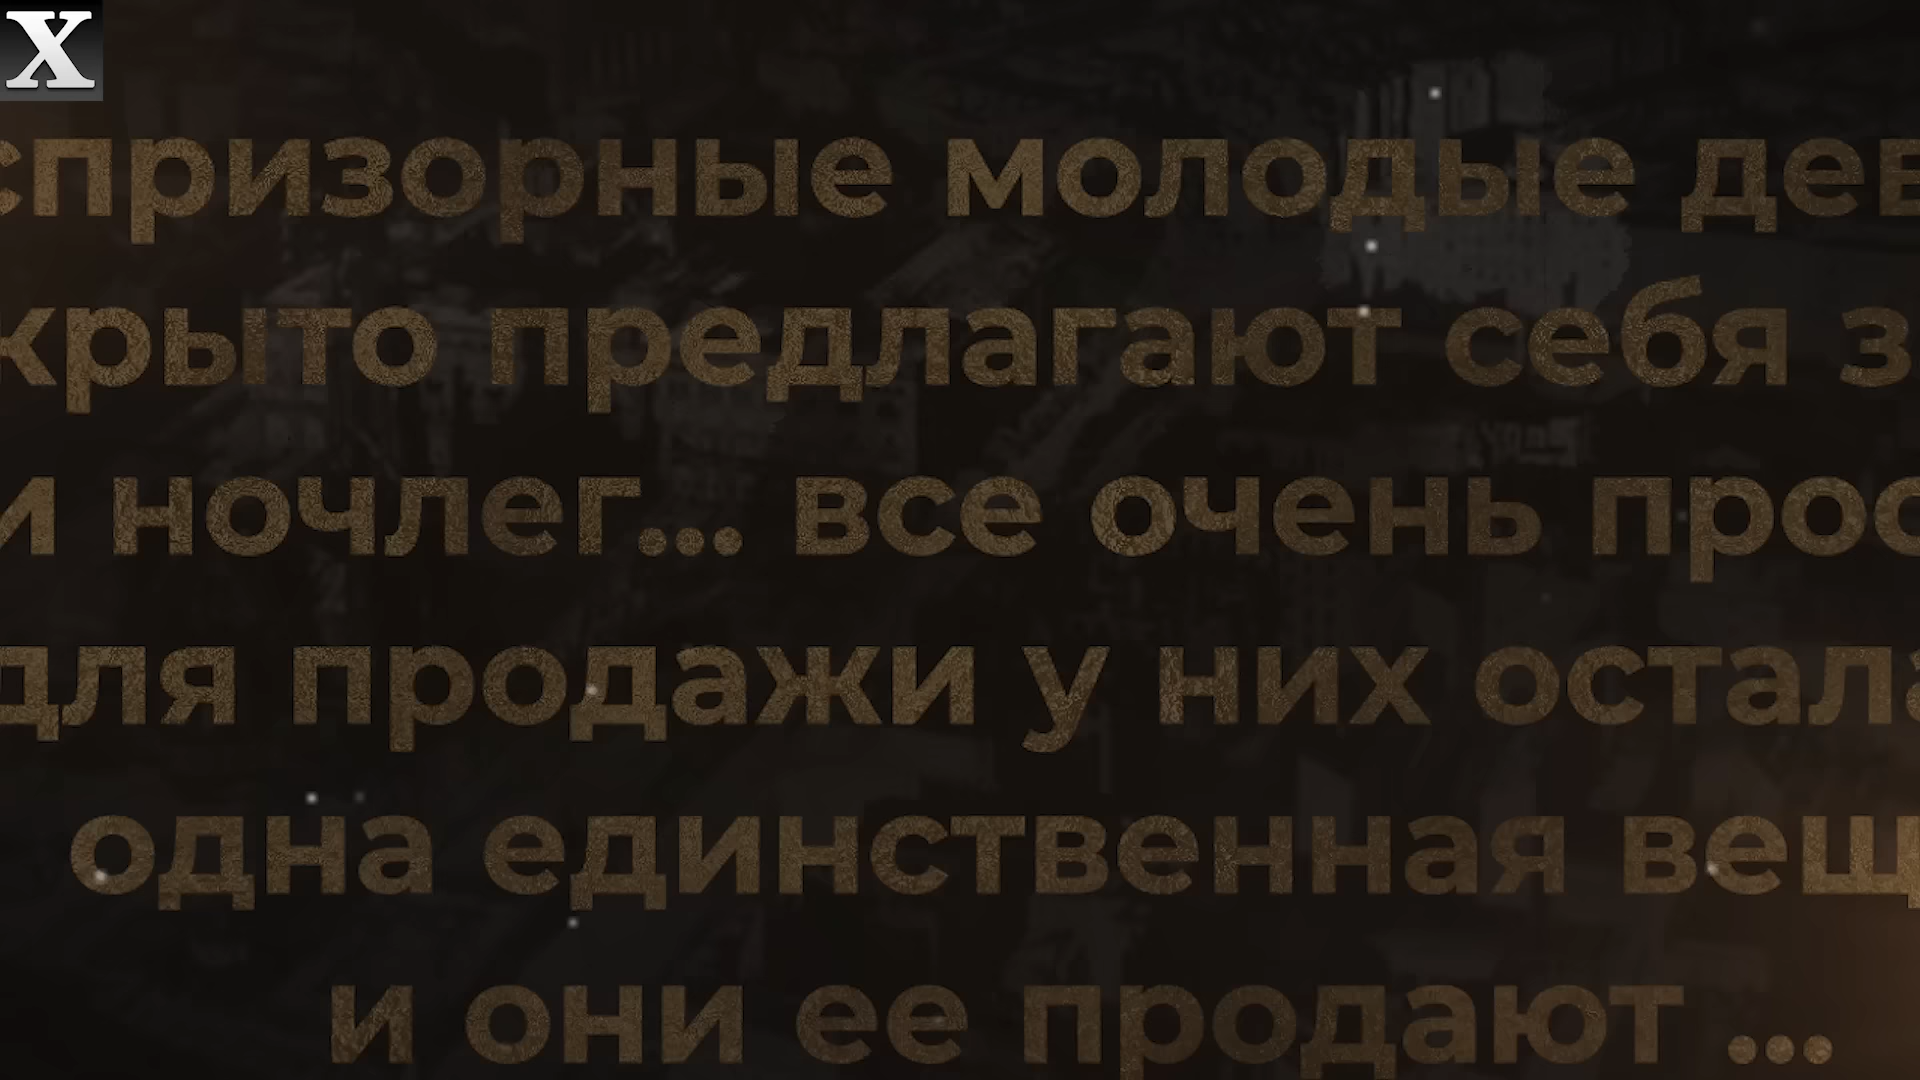 X
спризорные молодые дев
крыто предлагают себя з
и ночлег... все очень прос
для продажи у них остала
одна единственная вещ
и они ее продают ...